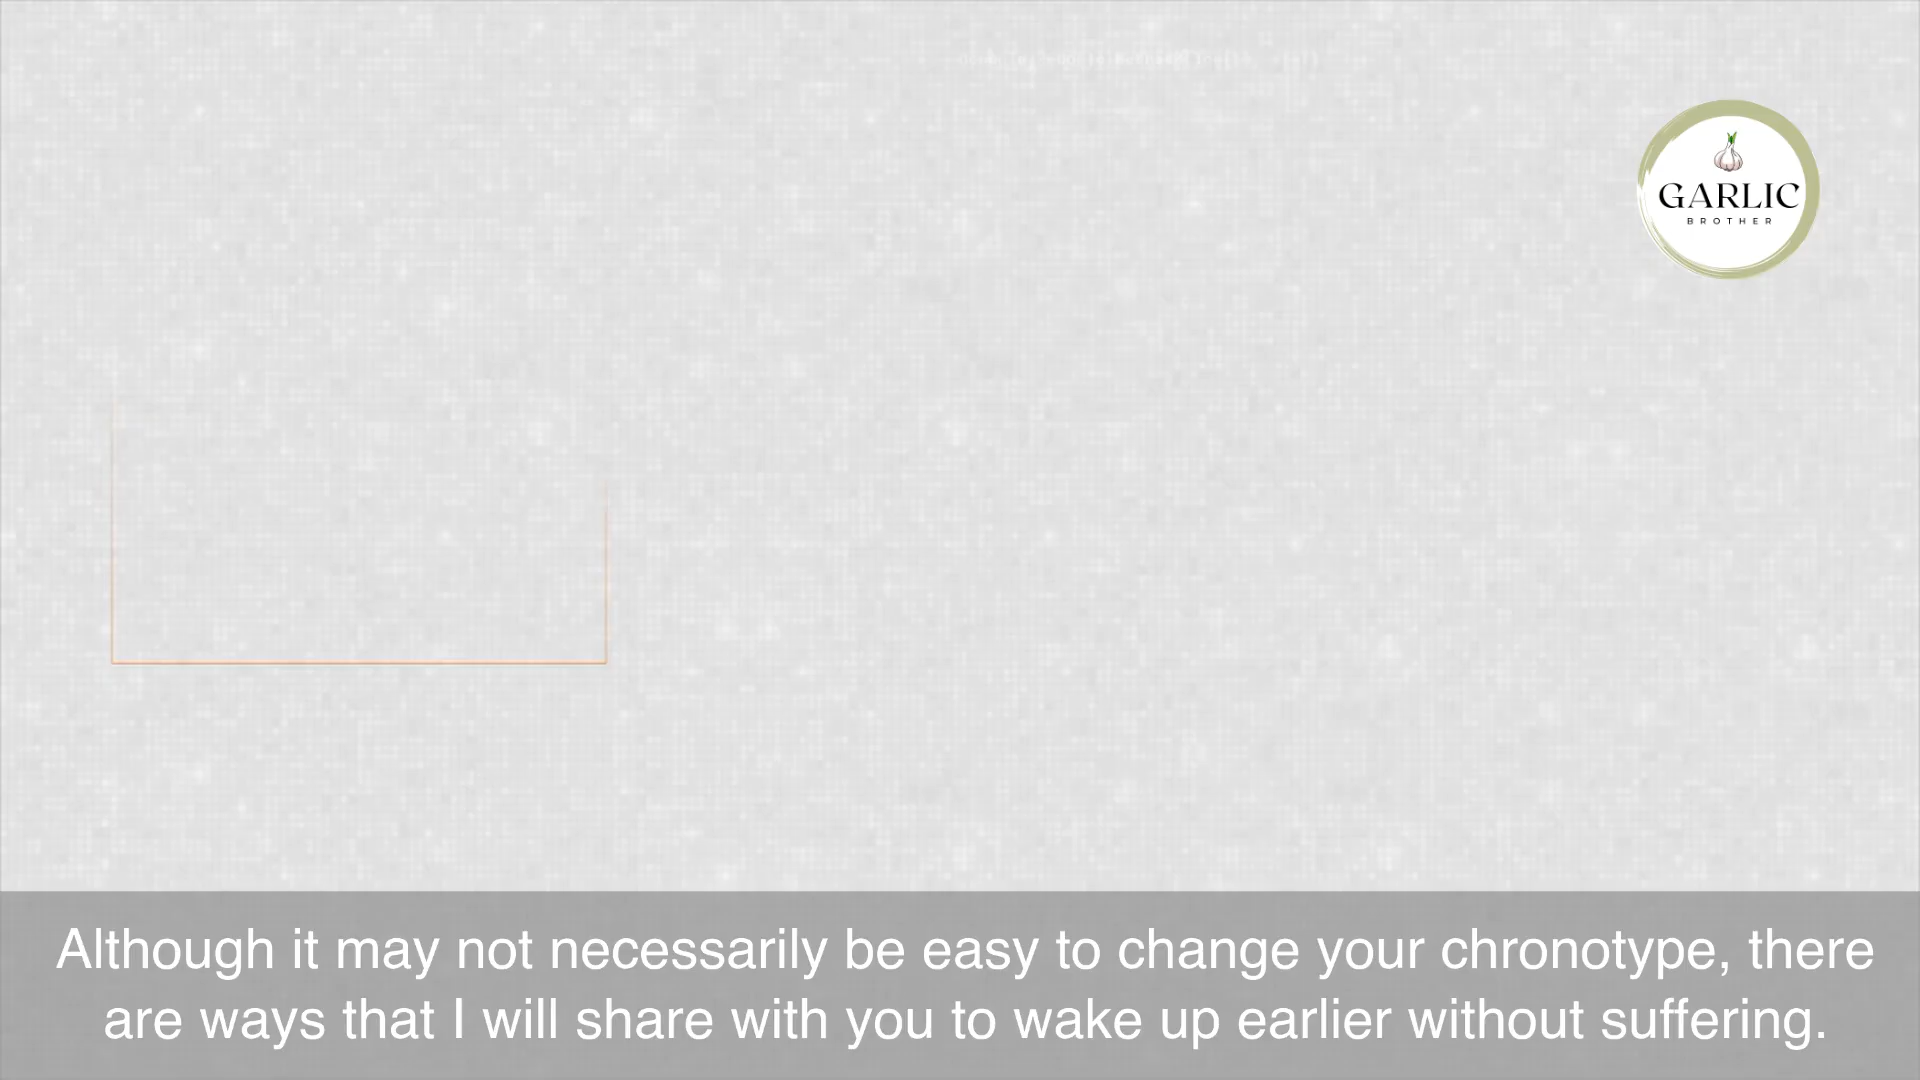 GARLIC
BROTHER
Although it may not necessarily be easy to change your chronotype, there
are ways that I will share with you to wake up earlier without suffering.